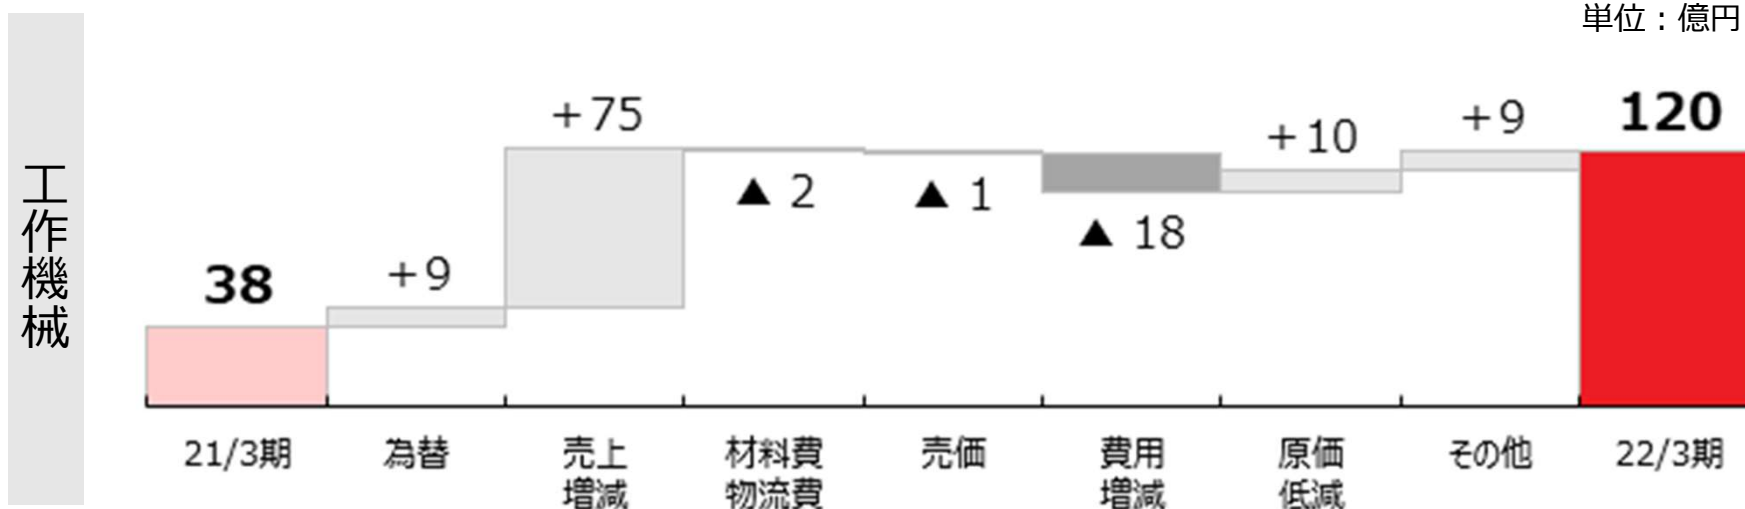 単位：億円
工作機械
38
+9
+75
▲ 2
▲ 1
▲ 18
+10
+9
120
21/3期
為替
売上
増減
材料費
物流費
売価
費用
増減
原価
低減
その他
22/3期